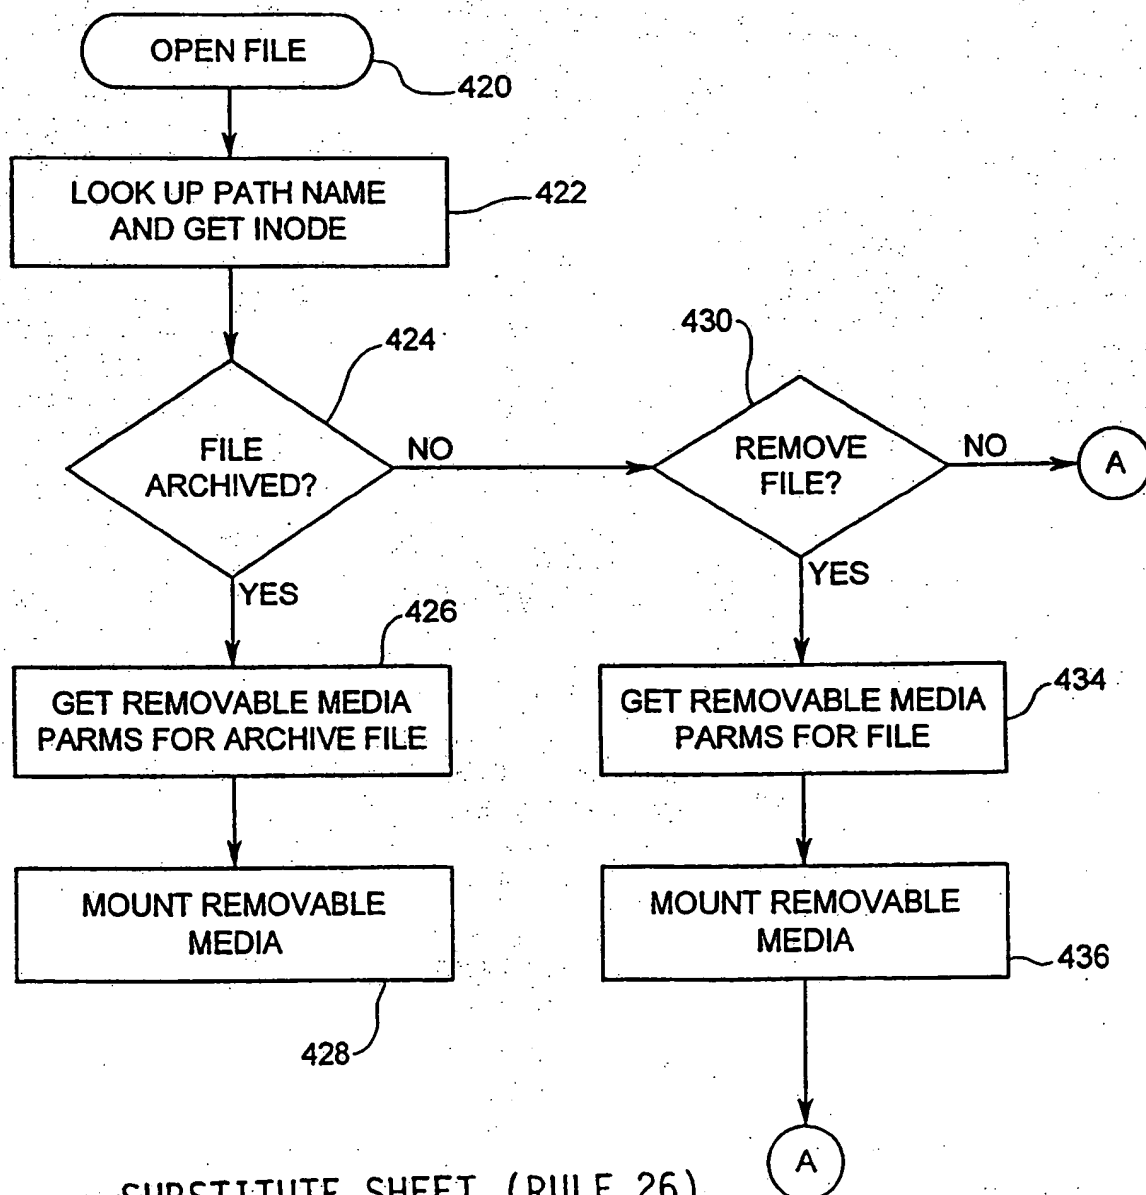 OPEN FILE
420
LOOK UP PATH NAME
AND GET INODE
422
424
430
FILE
ARCHIVED?
NO
REMOVE
FILE?
NO
A
YES
YES
426
GET REMOVABLE MEDIA
PARMS FOR ARCHIVE FILE
GET REMOVABLE MEDIA
PARMS FOR FILE
434
MOUNT REMOVABLE
MEDIA
MOUNT REMOVABLE
MEDIA
436
428
A
SUBSTITUTE SHEET (RULE 26)